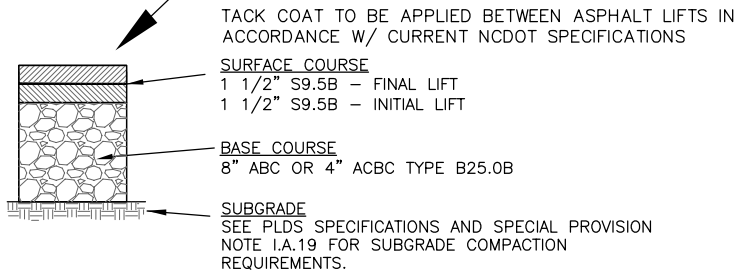 TACK COAT TO BE APPLIED BETWEEN ASPHALT LIFTS IN
ACCORDANCE W/ CURRENT NCDOT SPECIFICATIONS
SURFACE COURSE
1 1/2" S9.5B – FINAL LIFT
1 1/2" S9.5B – INITIAL LIFT
BASE COURSE
8" ABC OR 4" ACBC TYPE B25.0B
SUBGRADE
SEE PLDS SPECIFICATIONS AND SPECIAL PROVISION
NOTE I.A.19 FOR SUBGRADE COMPACTION
REQUIREMENTS.